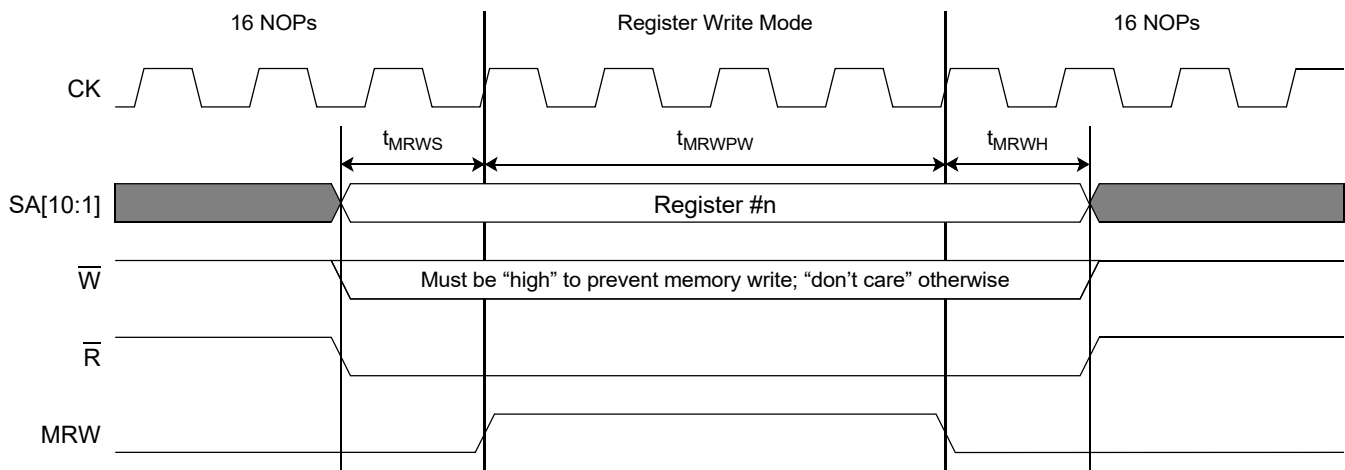 16 NOPs Register Write Mode 16 NOPs
CK
tMRWS tMRWPW tMRWH
SA[10:1] Register #n
W̅ Must be “high” to prevent memory write; “don’t care” otherwise
R̅
MRW